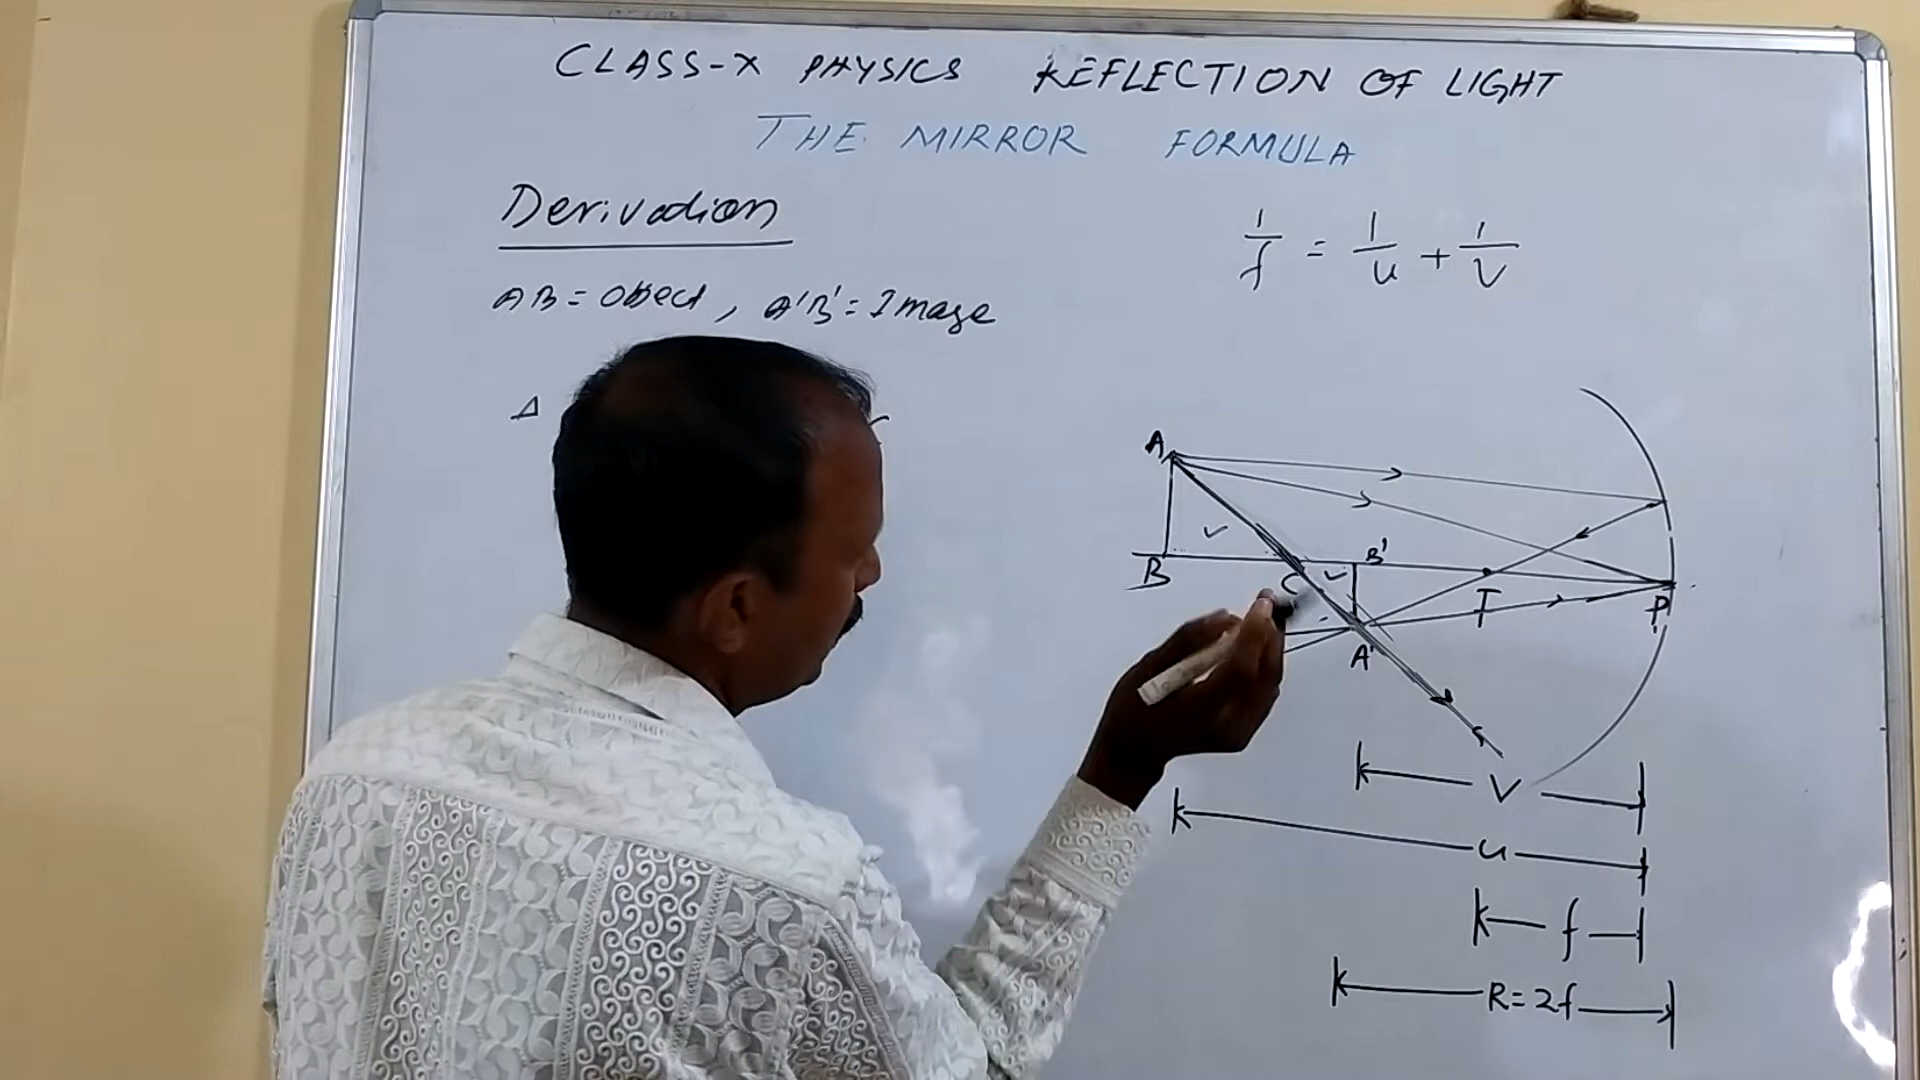 CLASS-X PHYSICS REFLECTION OF LIGHT
THE MIRROR FORMULA
Derivation
1/f = 1/u + 1/v
AB = Object, A'B' = Image
Δ
A
B'
B
C
F
P
A'
V
u
f
R = 2f